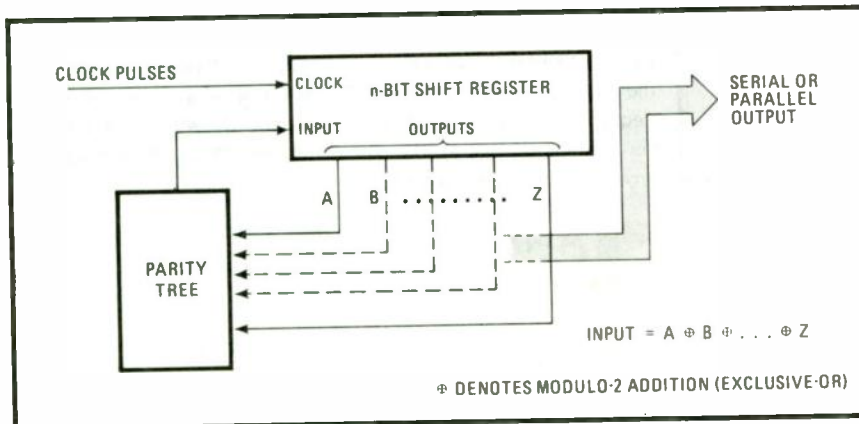 CLOCK PULSES
CLOCK
n-BIT SHIFT REGISTER
INPUT
OUTPUTS
SERIAL OR
PARALLEL
OUTPUT
A
B
.........
Z
PARITY
TREE
INPUT = A ⊕ B ⊕ . . . ⊕ Z
⊕ DENOTES MODULO-2 ADDITION (EXCLUSIVE-OR)